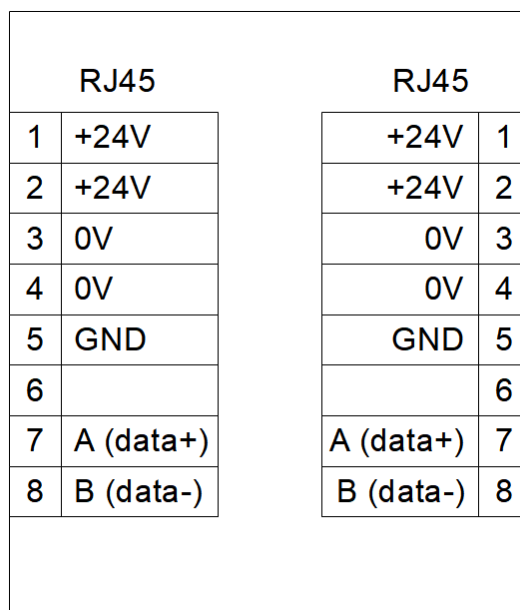 RJ45 RJ45
1 +24V +24V 1
2 +24V +24V 2
3 0V 0V 3
4 0V 0V 4
5 GND GND 5
6 6
7 A (data+) A (data+) 7
8 B (data-) B (data-) 8